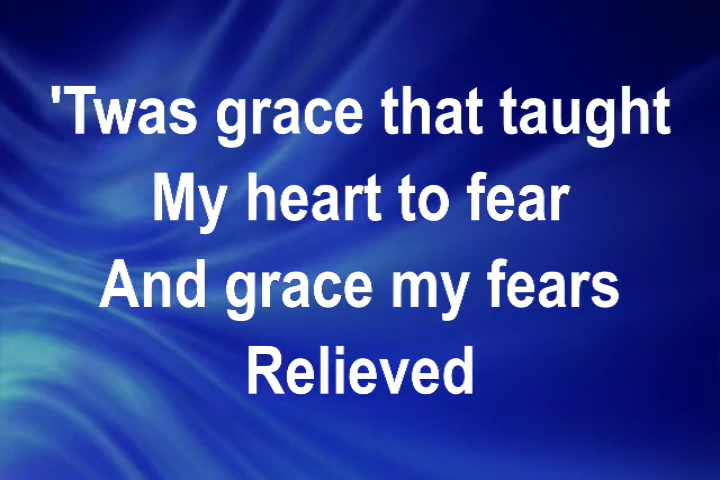 'Twas grace that taught
My heart to fear
And grace my fears
Relieved